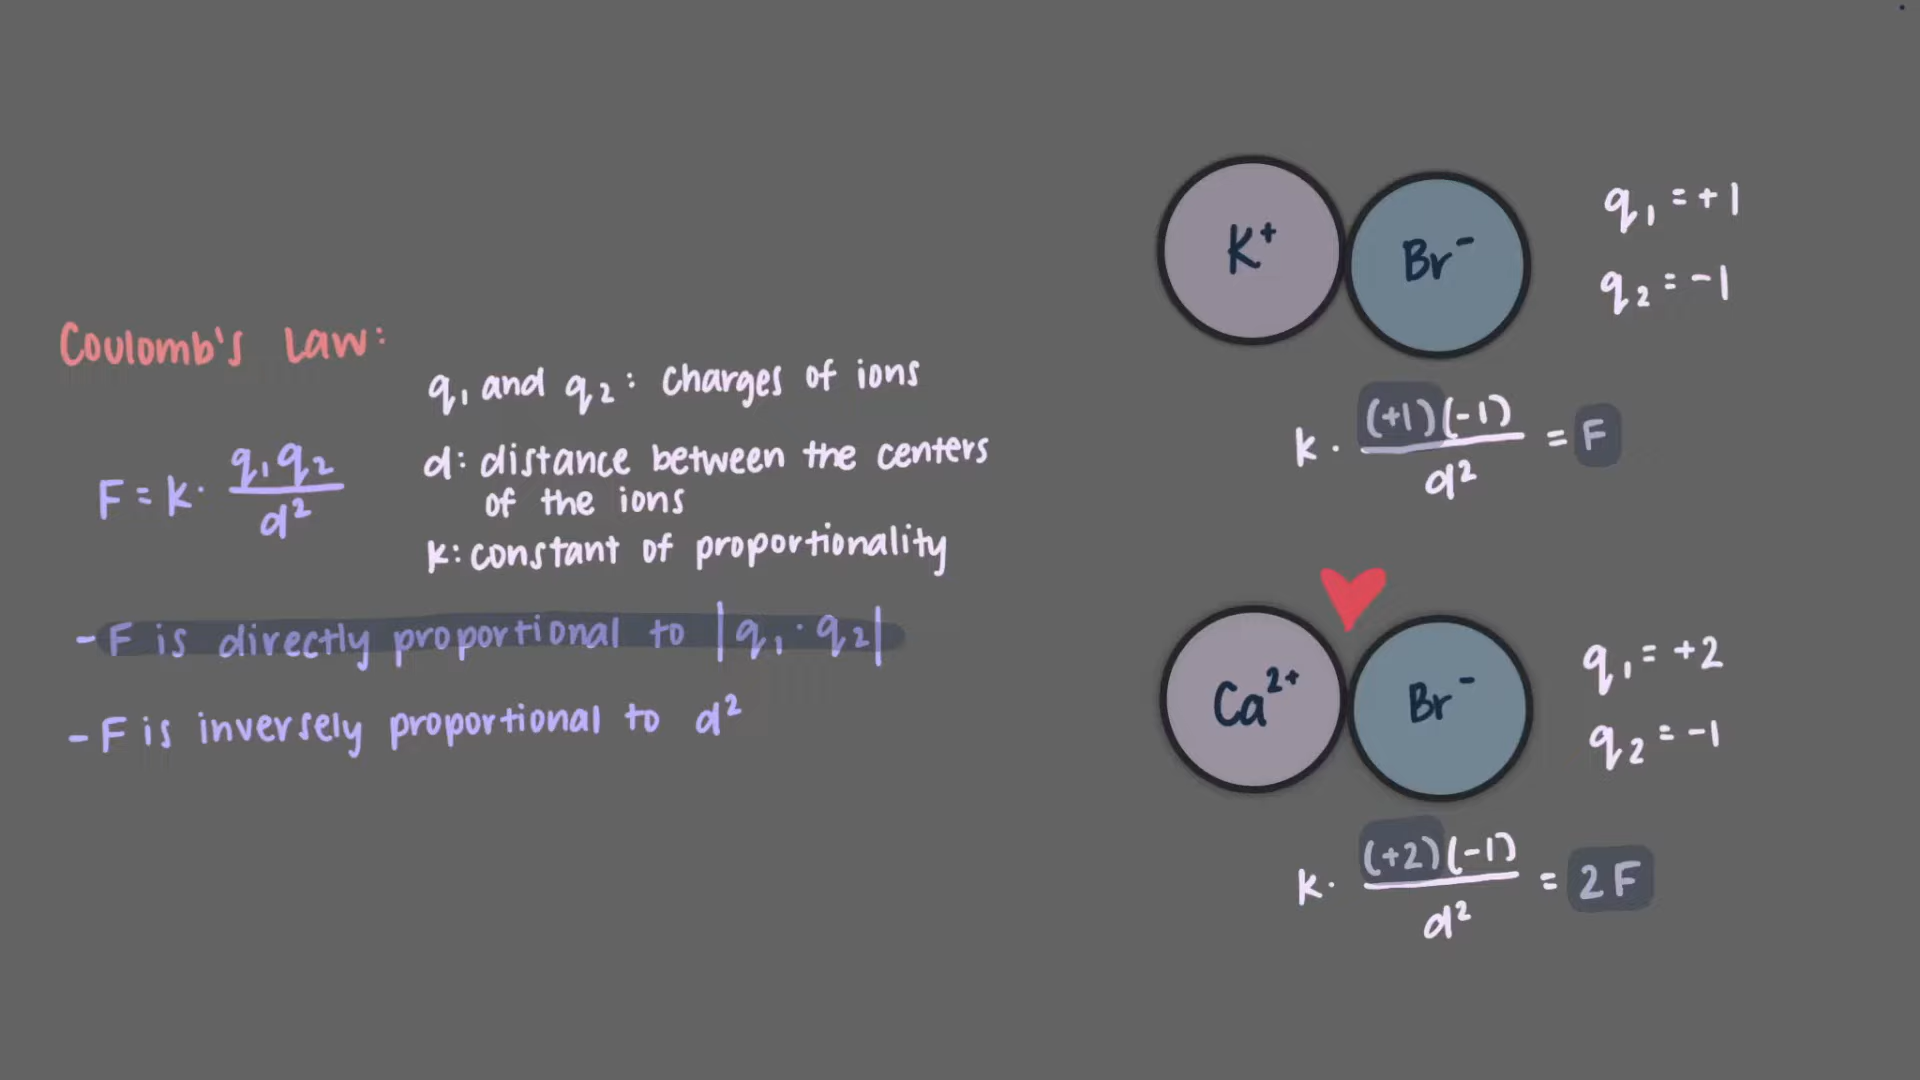 Coulomb's Law:
F = k · q₁q₂ / d²
q₁ and q₂: charges of ions
d: distance between the centers
of the ions
k: constant of proportionality
- F is directly proportional to |q₁ · q₂|
- F is inversely proportional to d²
K⁺
Br⁻
q₁ = +1
q₂ = -1
k · (+1)(-1) / d² = F
Ca²⁺
Br⁻
q₁ = +2
q₂ = -1
k · (+2)(-1) / d² = 2F